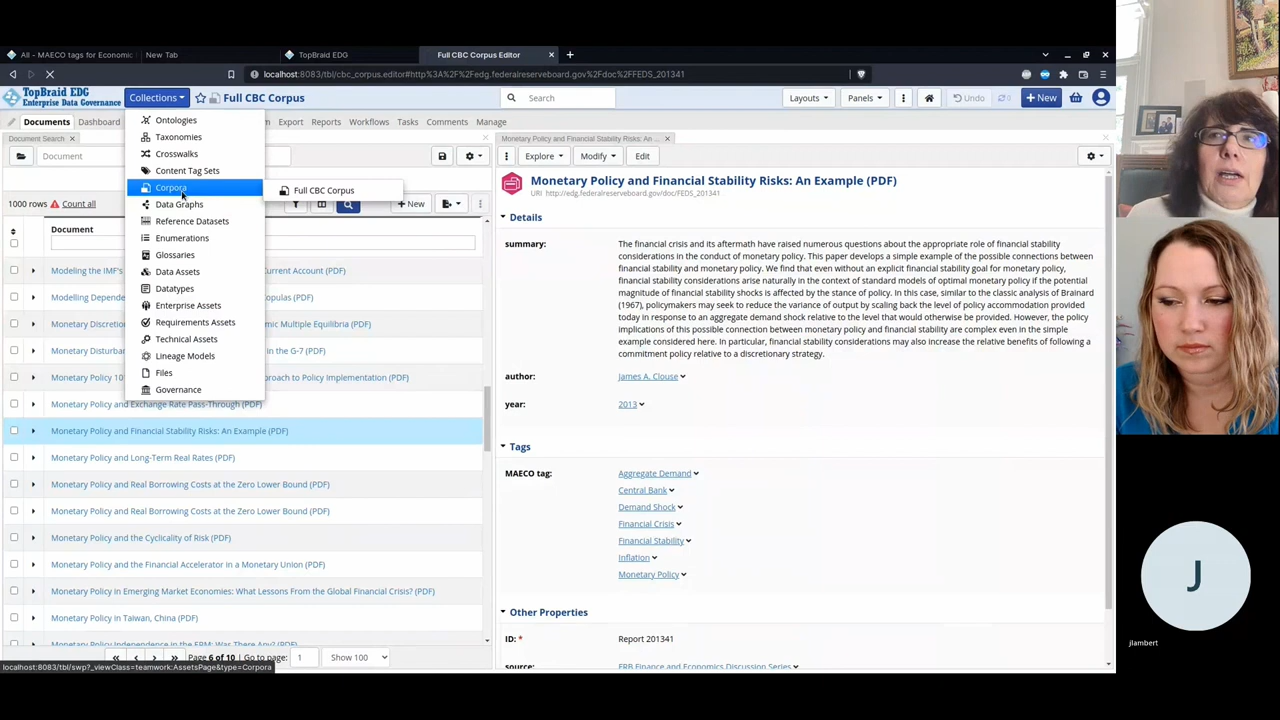 All - MAECO tags for Economic
New Tab
TopBraid EDG
Full CBC Corpus Editor
localhost:8083/tbl/cbc_corpus.editor#http%3A%2F%2Fedg.federalreserveboard.gov%2Fdoc%2FFEDS_201341
TopBraid EDG
Enterprise Data Governance
Collections
Full CBC Corpus
Search
Layouts
Panels
Undo
0
+ New
Documents
Dashboard
Export
Reports
Workflows
Tasks
Comments
Manage
Ontologies
Taxonomies
Crosswalks
Content Tag Sets
Corpora
Full CBC Corpus
Data Graphs
Reference Datasets
Enumerations
Glossaries
Data Assets
Datatypes
Enterprise Assets
Requirements Assets
Technical Assets
Lineage Models
Files
Governance
Document Search
Document
1000 rows
Count all
+ New
Document
Modeling the IMF's
Current Account (PDF)
Modelling Depende
Copulas (PDF)
Monetary Discretion
mic Multiple Equilibria (PDF)
Monetary Disturban
in the G-7 (PDF)
Monetary Policy 10
oach to Policy Implementation (PDF)
Monetary Policy and Exchange Rate Pass-Through (PDF)
Monetary Policy and Financial Stability Risks: An Example (PDF)
Monetary Policy and Long-Term Real Rates (PDF)
Monetary Policy and Real Borrowing Costs at the Zero Lower Bound (PDF)
Monetary Policy and Real Borrowing Costs at the Zero Lower Bound (PDF)
Monetary Policy and the Cyclicality of Risk (PDF)
Monetary Policy and the Financial Accelerator in a Monetary Union (PDF)
Monetary Policy in Emerging Market Economies: What Lessons From the Global Financial Crisis? (PDF)
Monetary Policy in Taiwan, China (PDF)
Monetary Policy Independence in the ERM: Was There Any? (PDF)
Page 6 of 10
Go to page:
1
Show 100
localhost:8083/tbl/swp?_viewClass=teamwork:AssetsPage&type=Corpora
Monetary Policy and Financial Stability Risks: An ...
Explore
Modify
Edit
Monetary Policy and Financial Stability Risks: An Example (PDF)
URI http://edg.federalreserveboard.gov/doc/FEDS_201341
Details
summary:
The financial crisis and its aftermath have raised numerous questions about the appropriate role of financial stability
considerations in the conduct of monetary policy. This paper develops a simple example of the possible connections between
financial stability and monetary policy. We find that even without an explicit financial stability goal for monetary policy,
financial stability considerations arise naturally in the context of standard models of optimal monetary policy if the potential
magnitude of financial stability shocks is affected by the stance of policy. In this case, similar to the classic analysis of Brainard
(1967), policymakers may seek to reduce the variance of output by scaling back the level of policy accommodation provided
today in response to an aggregate demand shock relative to the level that would otherwise be provided. However, the policy
implications of this possible connection between monetary policy and financial stability are complex even in the simple
example considered here. In particular, financial stability considerations may also increase the relative benefits of following a
commitment policy relative to a discretionary strategy.
author:
James A. Clouse
year:
2013
Tags
MAECO tag:
Aggregate Demand
Central Bank
Demand Shock
Financial Crisis
Financial Stability
Inflation
Monetary Policy
Other Properties
ID: *
Report 201341
source:
FRB Finance and Economics Discussion Series
J
jlambert